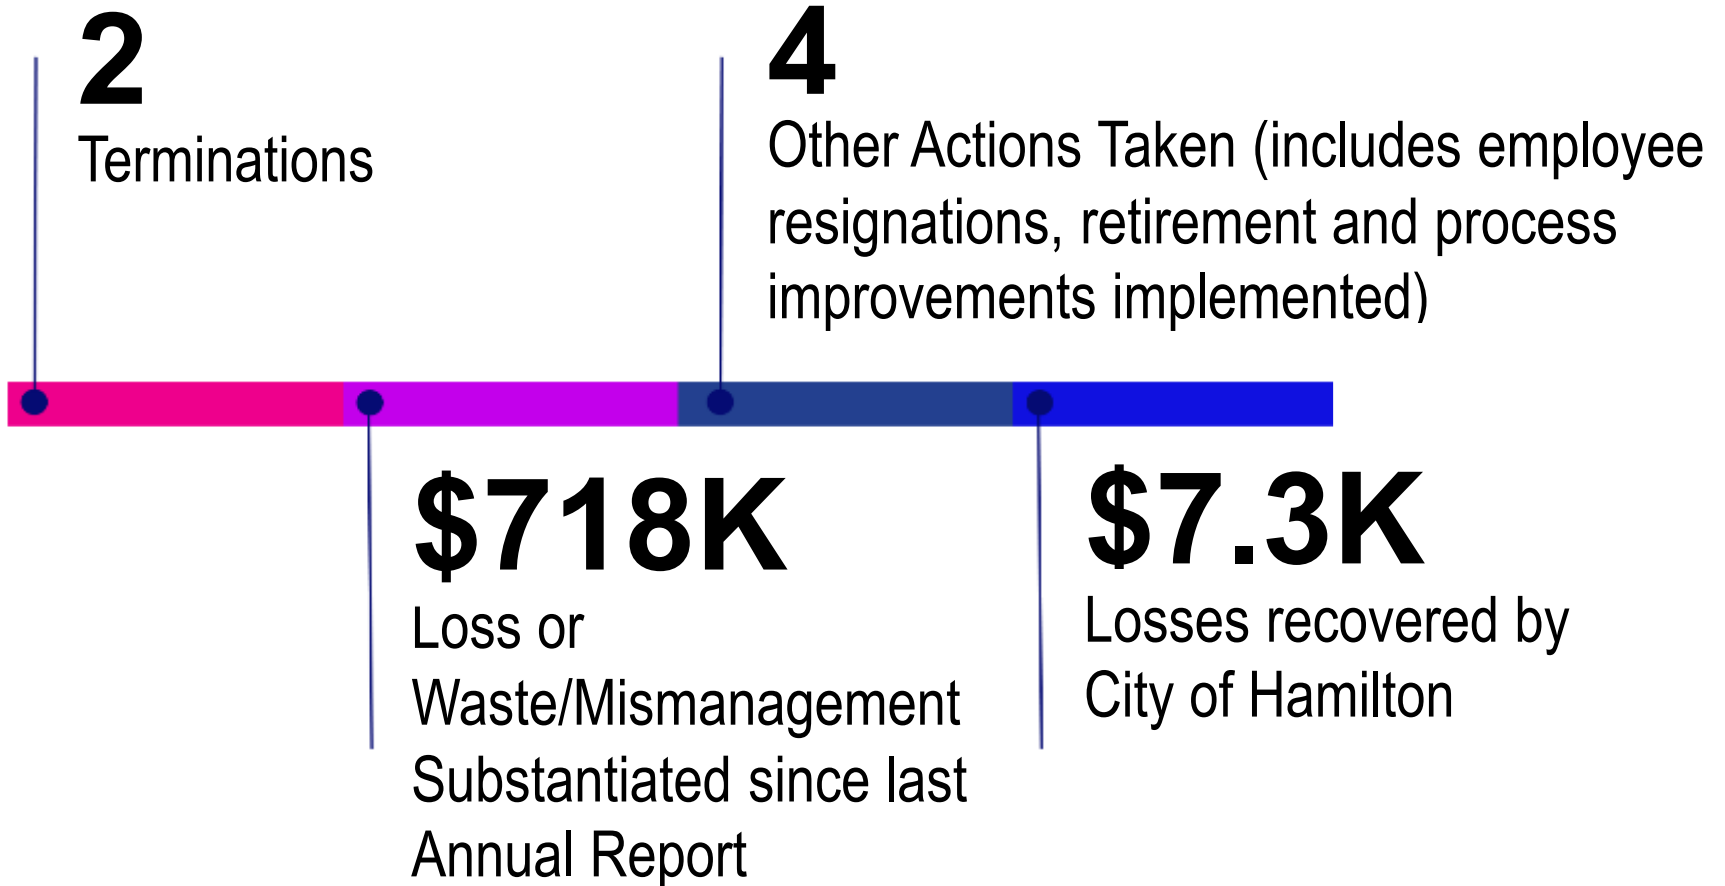 2
Terminations
4
Other Actions Taken (includes employee
resignations, retirement and process
improvements implemented)
$718K
Loss or
Waste/Mismanagement
Substantiated since last
Annual Report
$7.3K
Losses recovered by
City of Hamilton